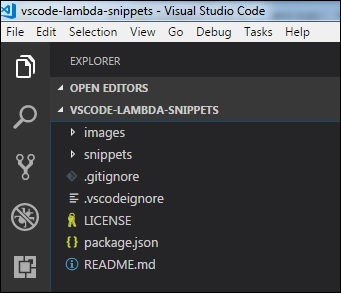 vscode-lambda-snippets - Visual Studio Code
File Edit Selection View Go Debug Tasks Help
EXPLORER
OPEN EDITORS
VSCODE-LAMBDA-SNIPPETS
images
snippets
.gitignore
.vscodeignore
LICENSE
package.json
README.md